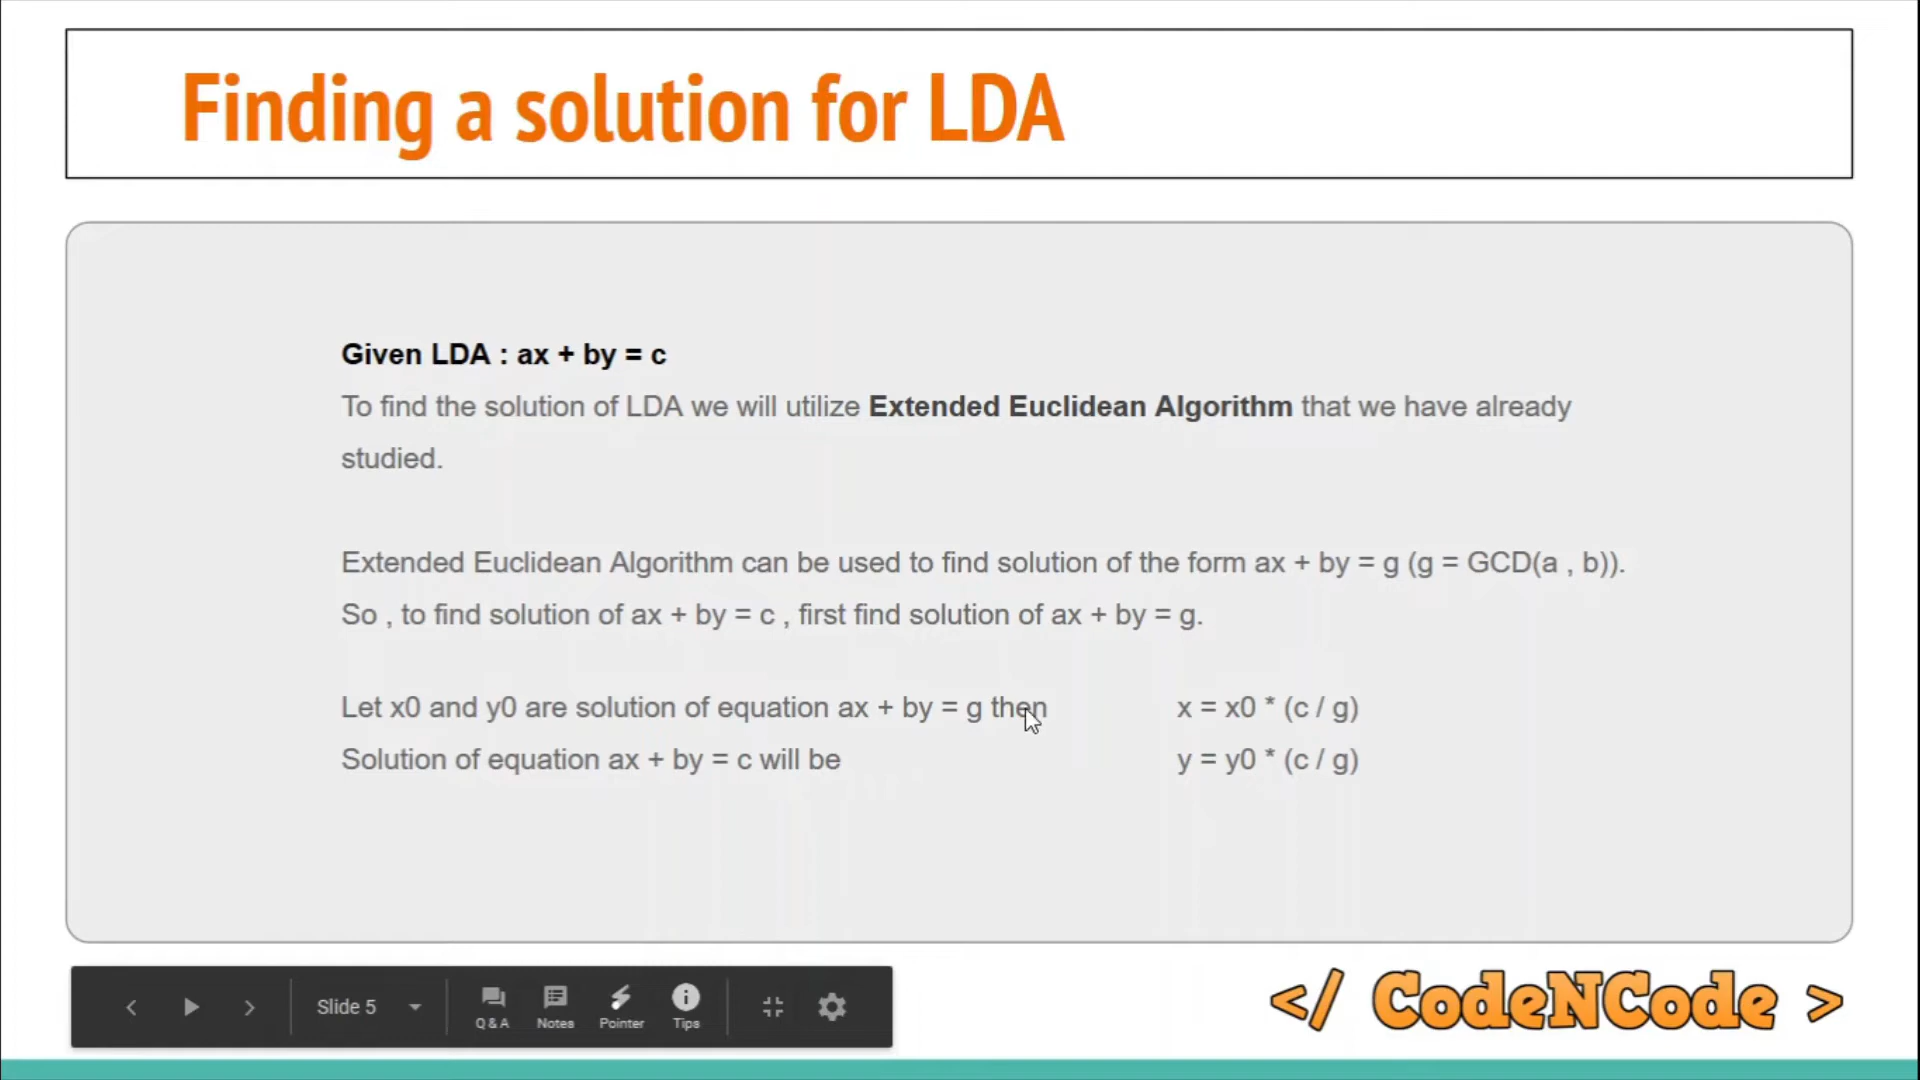 Finding a solution for LDA
Given LDA : ax + by = c
To find the solution of LDA we will utilize Extended Euclidean Algorithm that we have already
studied.
Extended Euclidean Algorithm can be used to find solution of the form ax + by = g (g = GCD(a , b)).
So , to find solution of ax + by = c , first find solution of ax + by = g.
Let x0 and y0 are solution of equation ax + by = g then x = x0 * (c / g)
Solution of equation ax + by = c will be y = y0 * (c / g)
Slide 5 Q & A Notes Pointer Tips
</ CodeNCode >